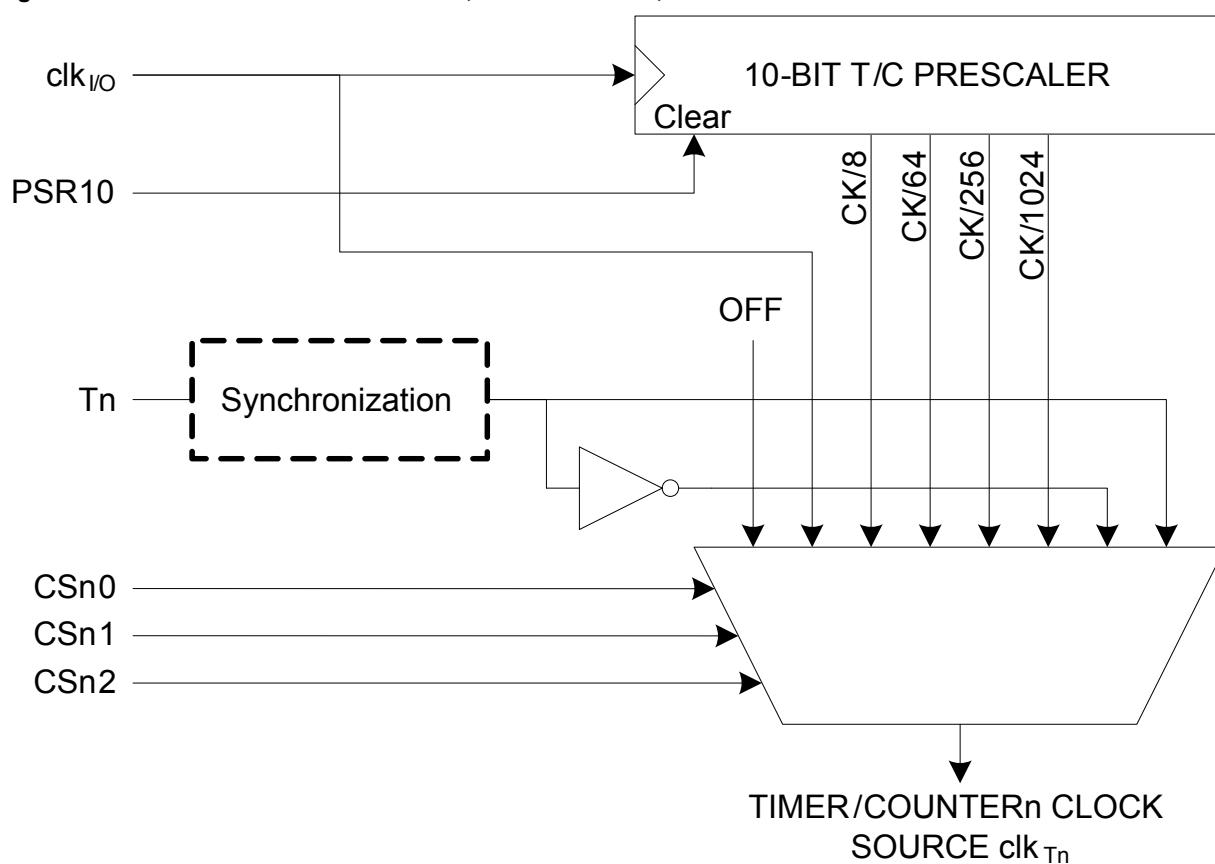 clkI/O
10-BIT T/C PRESCALER
Clear
PSR10
CK/8
CK/64
CK/256
CK/1024
OFF
Tn
Synchronization
CSn0
CSn1
CSn2
TIMER/COUNTERn CLOCK
SOURCE clkTn